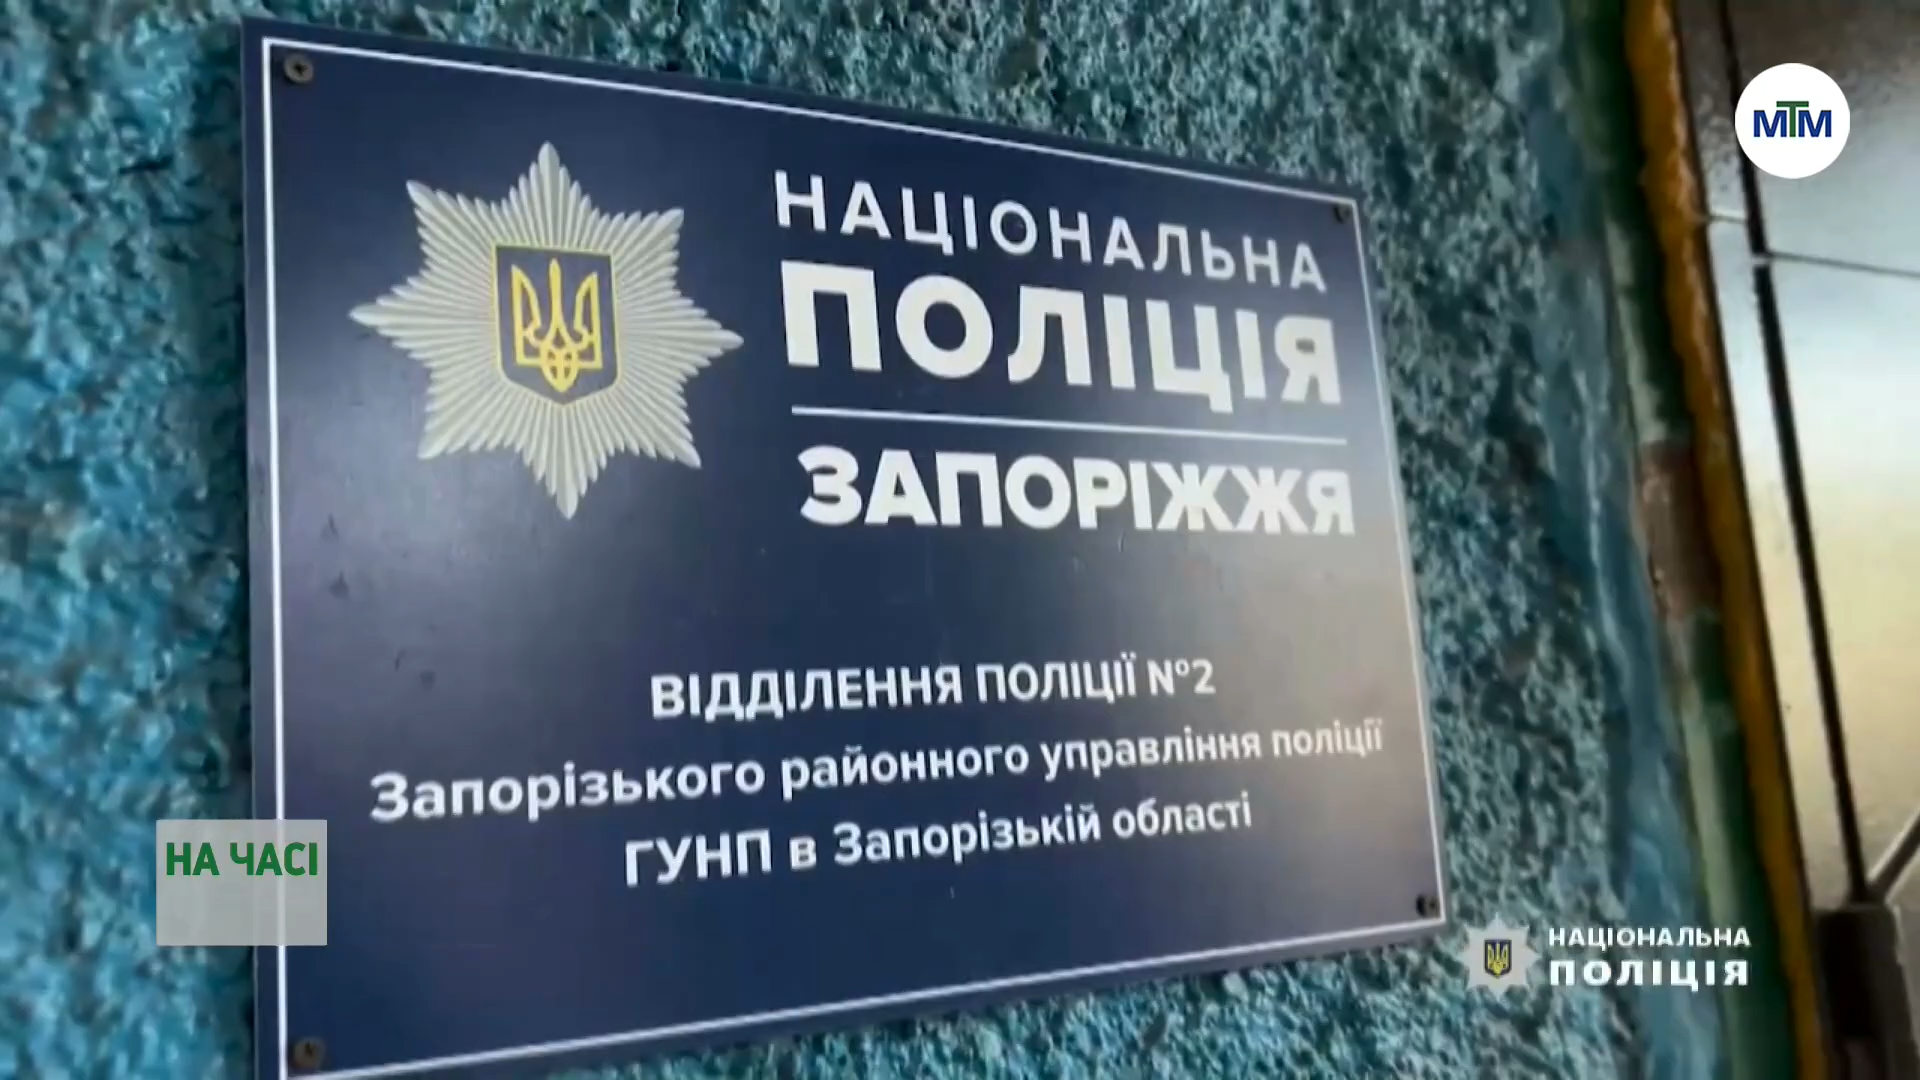 МТМ
НАЦІОНАЛЬНА
ПОЛІЦІЯ
ЗАПОРІЖЖЯ
ВІДДІЛЕННЯ ПОЛІЦІЇ №2
Запорізького районного управління поліції
ГУНП в Запорізькій області
НА ЧАСІ
НАЦІОНАЛЬНА
ПОЛІЦІЯ